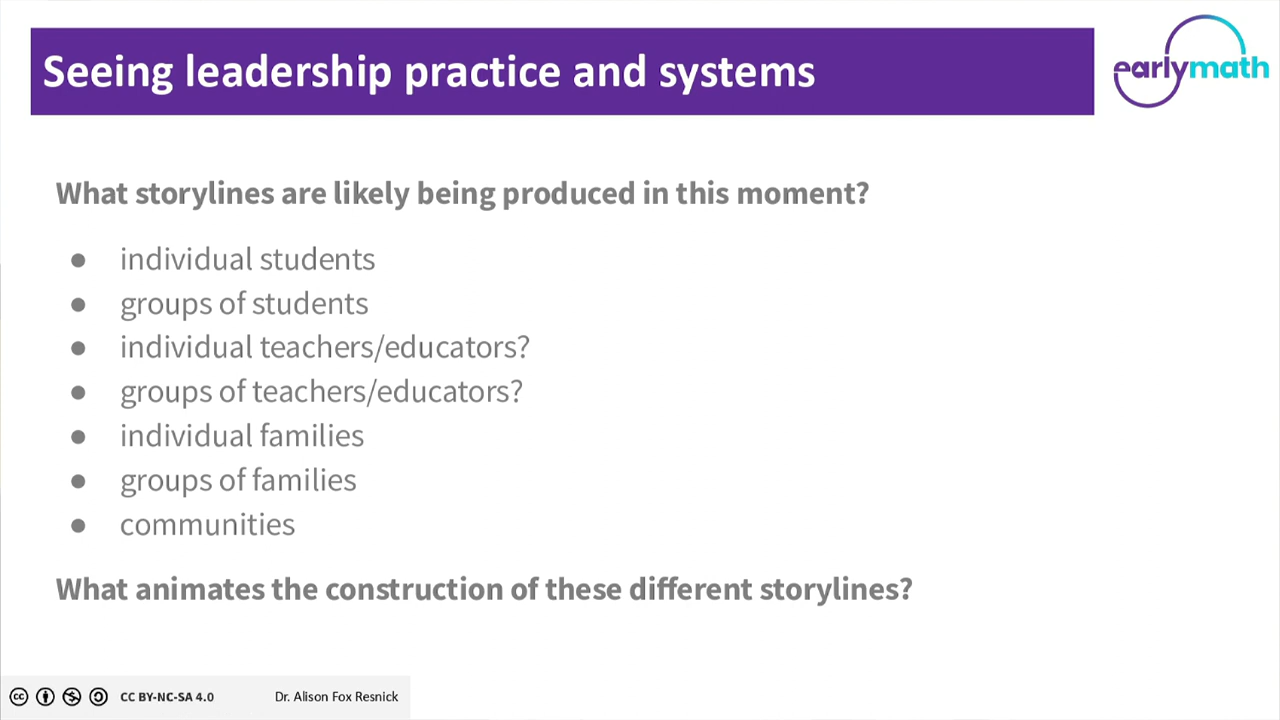 Seeing leadership practice and systems
earlymath
What storylines are likely being produced in this moment?
● individual students
● groups of students
● individual teachers/educators?
● groups of teachers/educators?
● individual families
● groups of families
● communities
What animates the construction of these different storylines?
cc CC BY-NC-SA 4.0 Dr. Alison Fox Resnick